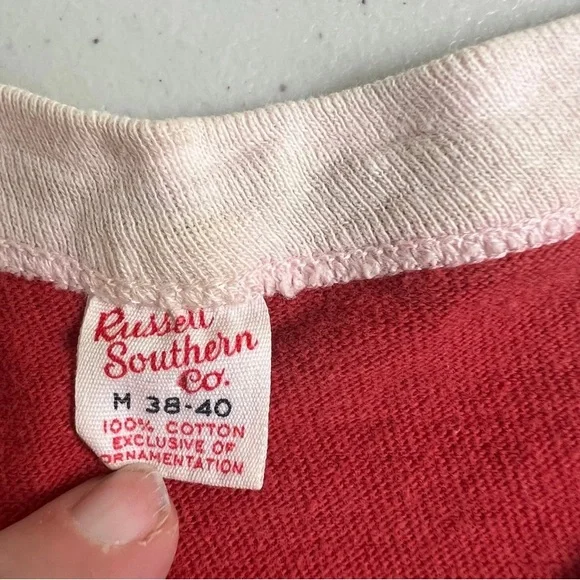 Russell
Southern
Co.
M 38-40
100% COTTON
EXCLUSIVE OF
ORNAMENTATION